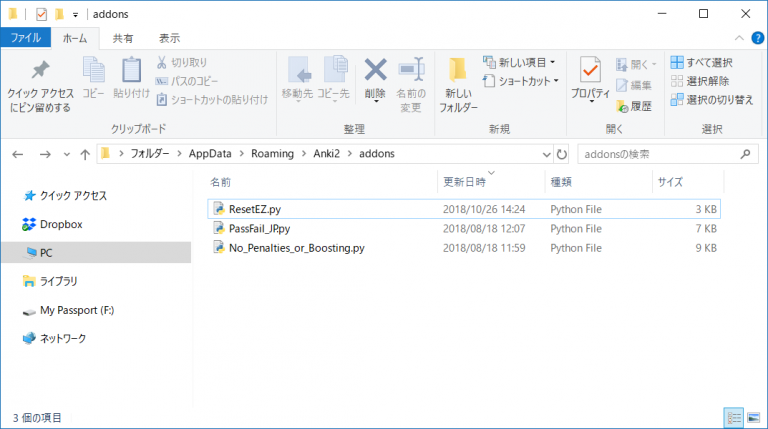 addons
ファイル ホーム 共有 表示
クイック アクセス
にピン留めする
コピー
貼り付け
切り取り
パスのコピー
ショートカットの貼り付け
クリップボード
移動先
コピー先
削除
名前の
変更
整理
新しい
フォルダー
新しい項目
ショートカット
新規
プロパティ
開く
編集
履歴
開く
すべて選択
選択解除
選択の切り替え
選択
フォルダー AppData Roaming Anki2 addons
addonsの検索
クイック アクセス
Dropbox
PC
ライブラリ
My Passport (F:)
ネットワーク
名前 更新日時 種類 サイズ
ResetEZ.py 2018/10/26 14:24 Python File 3 KB
PassFail_JP.py 2018/08/18 12:07 Python File 7 KB
No_Penalties_or_Boosting.py 2018/08/18 11:59 Python File 9 KB
3 個の項目